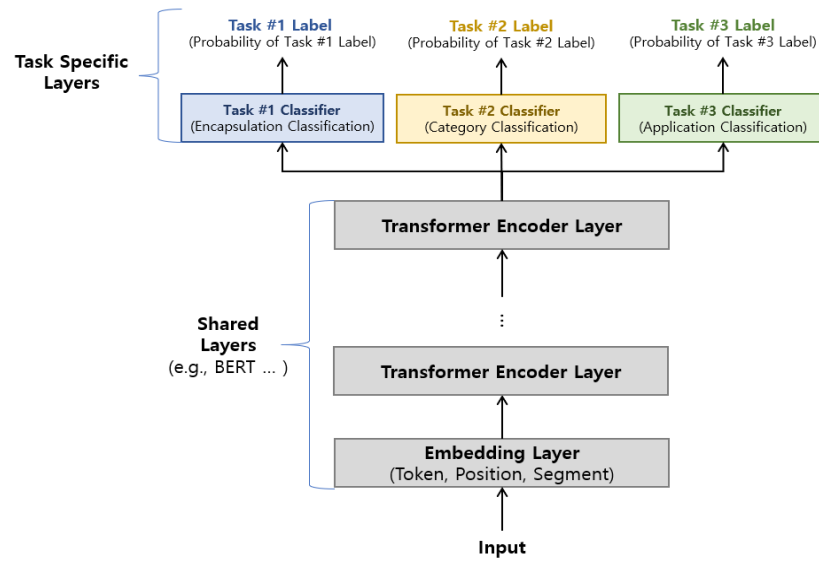 Task #1 Label
(Probability of Task #1 Label)
Task #2 Label
(Probability of Task #2 Label)
Task #3 Label
(Probability of Task #3 Label)
Task Specific
Layers
Task #1 Classifier
(Encapsulation Classification)
Task #2 Classifier
(Category Classification)
Task #3 Classifier
(Application Classification)
Transformer Encoder Layer
...
Shared
Layers
(e.g., BERT ... )
Transformer Encoder Layer
Embedding Layer
(Token, Position, Segment)
Input